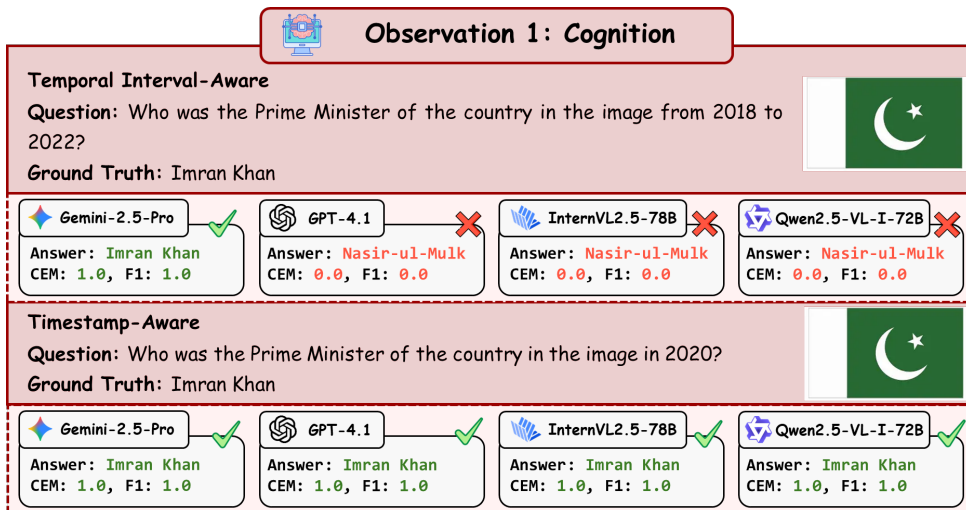 Observation 1: Cognition
Temporal Interval-Aware
Question: Who was the Prime Minister of the country in the image from 2018 to
2022?
Ground Truth: Imran Khan
Gemini-2.5-Pro
Answer: Imran Khan
CEM: 1.0, F1: 1.0
GPT-4.1
Answer: Nasir-ul-Mulk
CEM: 0.0, F1: 0.0
InternVL2.5-78B
Answer: Nasir-ul-Mulk
CEM: 0.0, F1: 0.0
Qwen2.5-VL-I-72B
Answer: Nasir-ul-Mulk
CEM: 0.0, F1: 0.0
Timestamp-Aware
Question: Who was the Prime Minister of the country in the image in 2020?
Ground Truth: Imran Khan
Gemini-2.5-Pro
Answer: Imran Khan
CEM: 1.0, F1: 1.0
GPT-4.1
Answer: Imran Khan
CEM: 1.0, F1: 1.0
InternVL2.5-78B
Answer: Imran Khan
CEM: 1.0, F1: 1.0
Qwen2.5-VL-I-72B
Answer: Imran Khan
CEM: 1.0, F1: 1.0